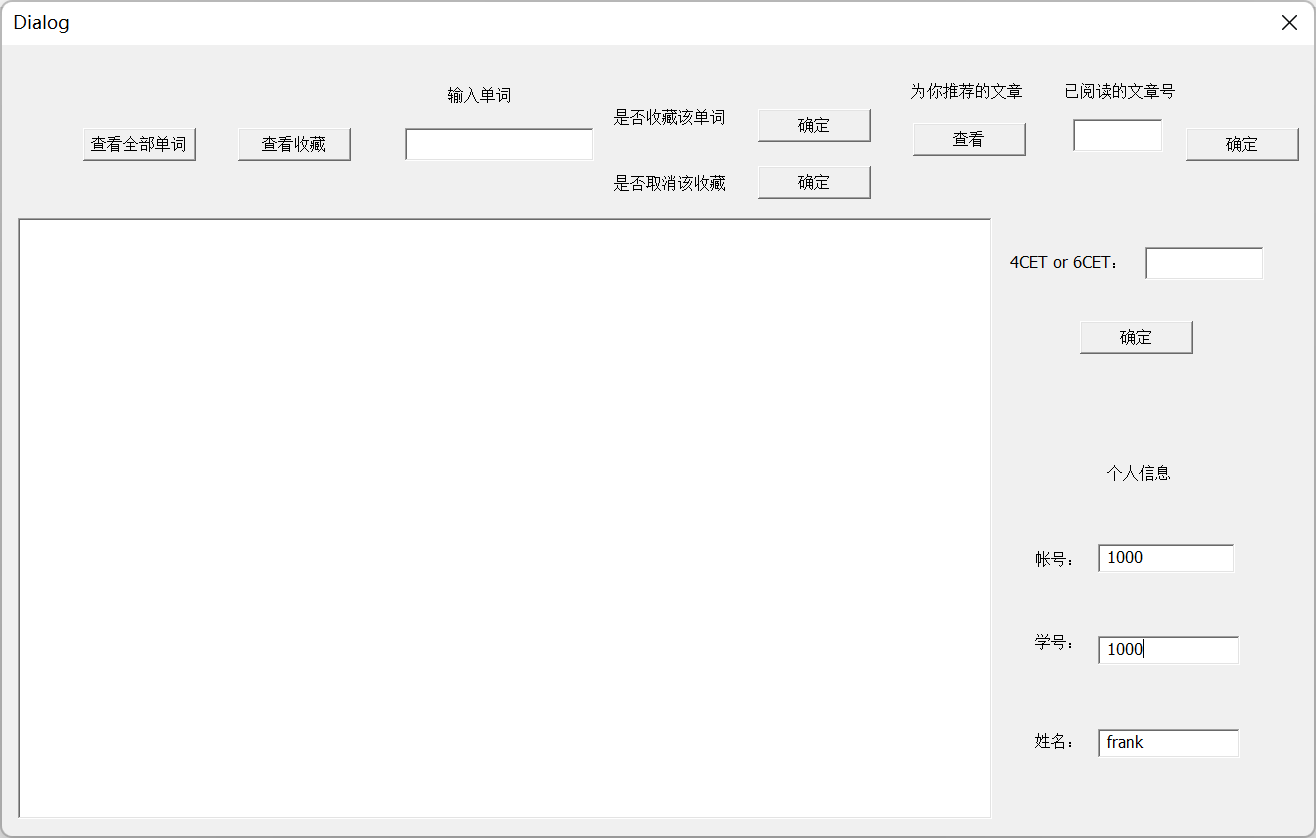 Dialog
输入单词
为你推荐的文章
已阅读的文章号
是否收藏该单词
确定
查看全部单词
查看收藏
查看
确定
是否取消该收藏
确定
4CET or 6CET：
确定
个人信息
帐号： 1000
学号： 1000
姓名： frank